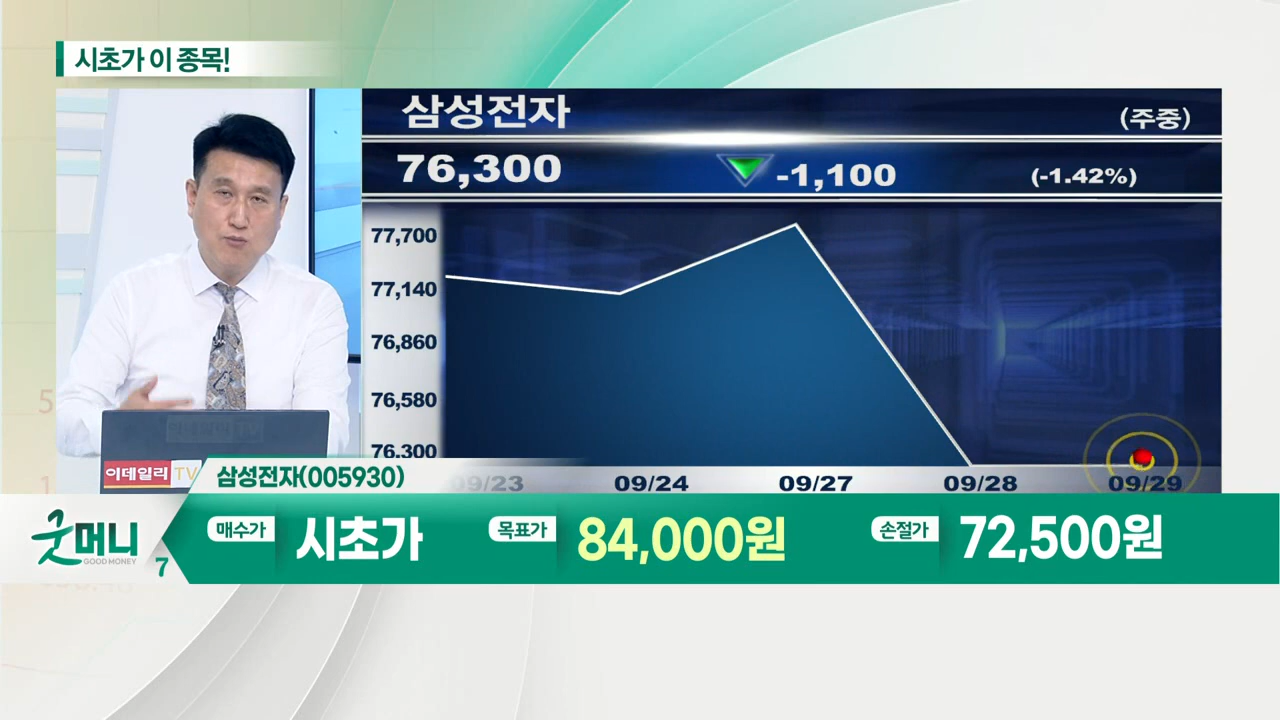 시초가 이 종목!
삼성전자
(주중)
76,300
-1,100
(-1.42%)
77,700
77,140
76,860
76,580
76,300
09/23
09/24
09/27
09/28
09/29
이데일리 TV
삼성전자(005930)
굿머니
GOOD MONEY
7
매수가
시초가
목표가
84,000원
손절가
72,500원